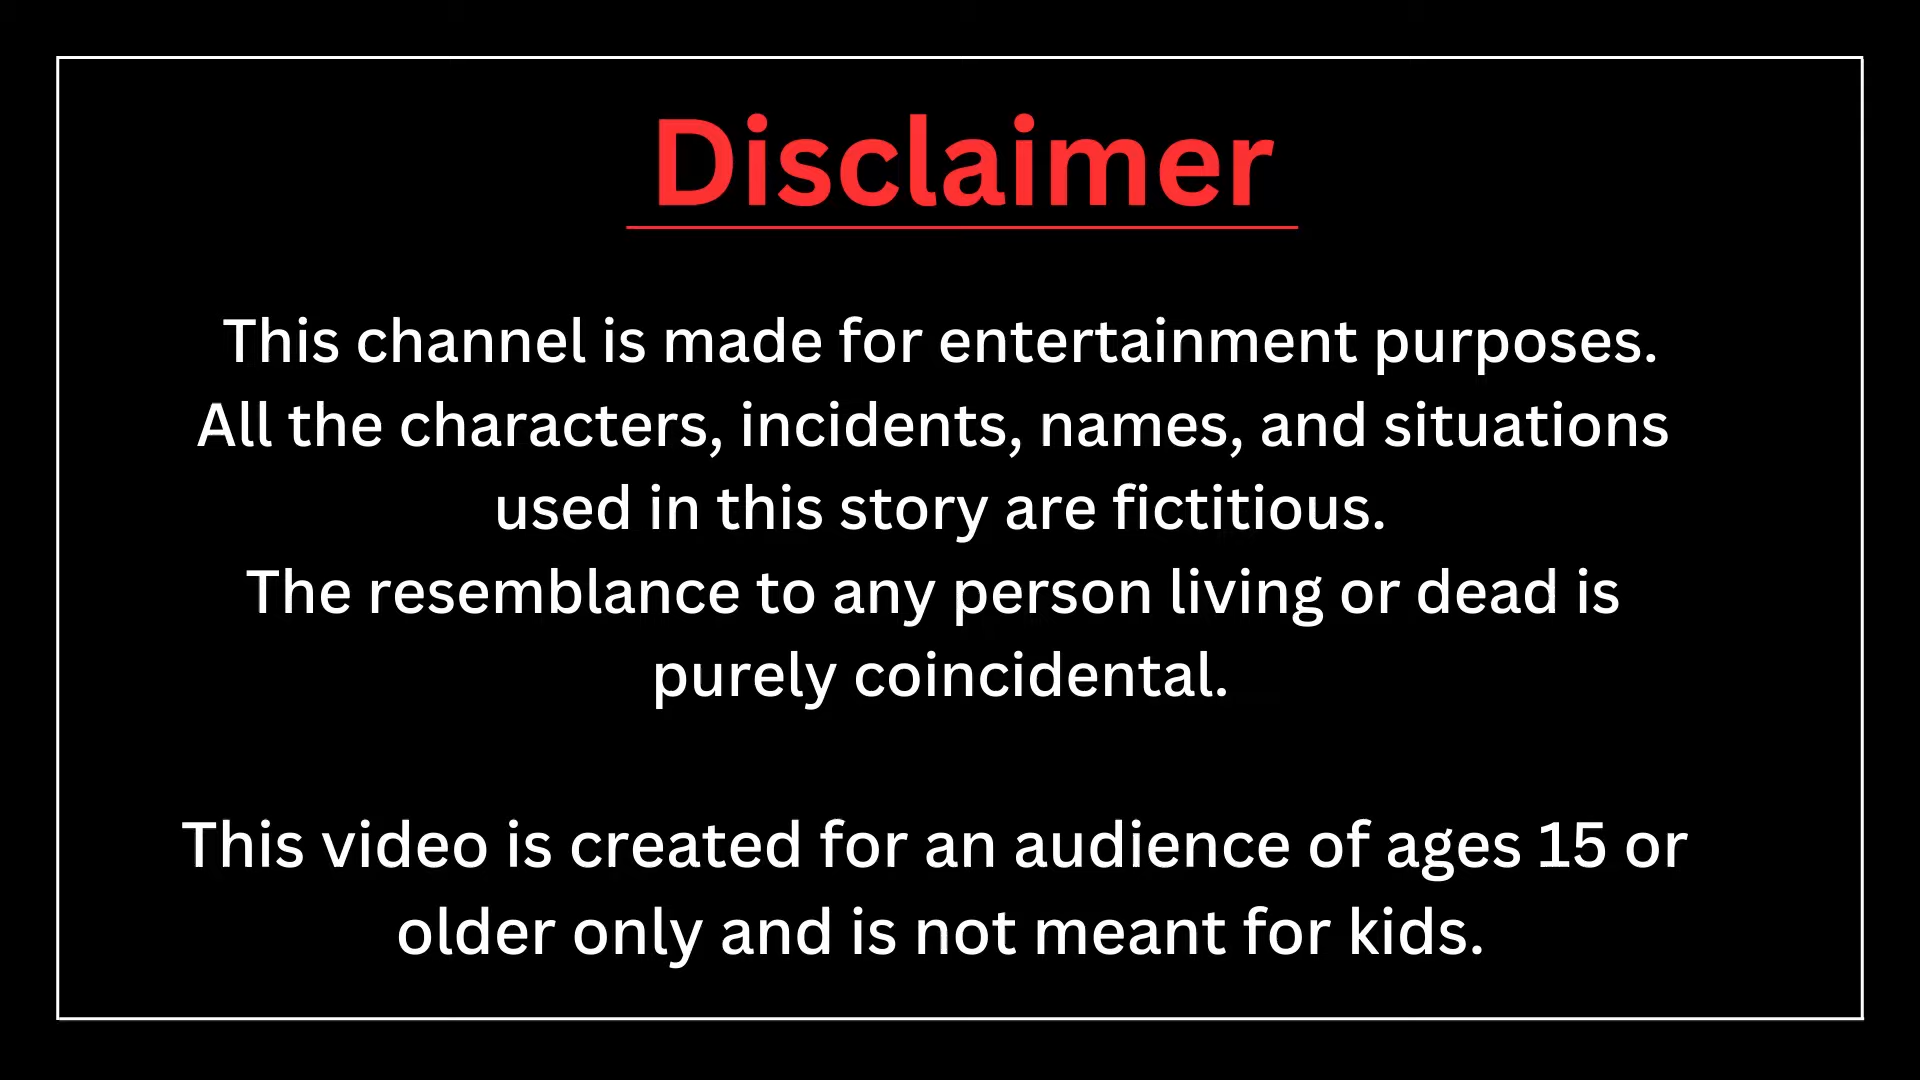 Disclaimer
This channel is made for entertainment purposes.
All the characters, incidents, names, and situations
used in this story are fictitious.
The resemblance to any person living or dead is
purely coincidental.
This video is created for an audience of ages 15 or
older only and is not meant for kids.